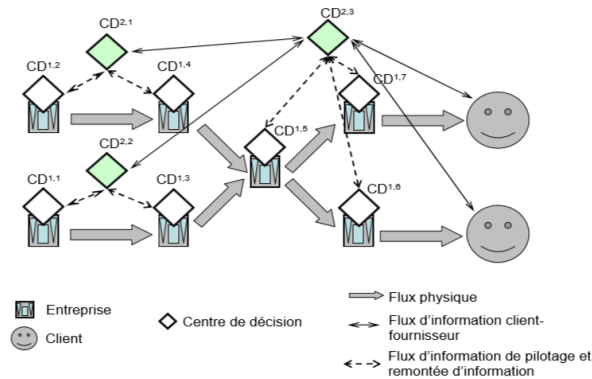 CD2,1
CD2,3
CD1,2
CD1,4
CD1,7
CD2,2
CD1,5
CD1,1
CD1,3
CD1,6
Entreprise
Client
Centre de décision
Flux physique
Flux d'information client-
fournisseur
Flux d'information de pilotage et
remontée d'information